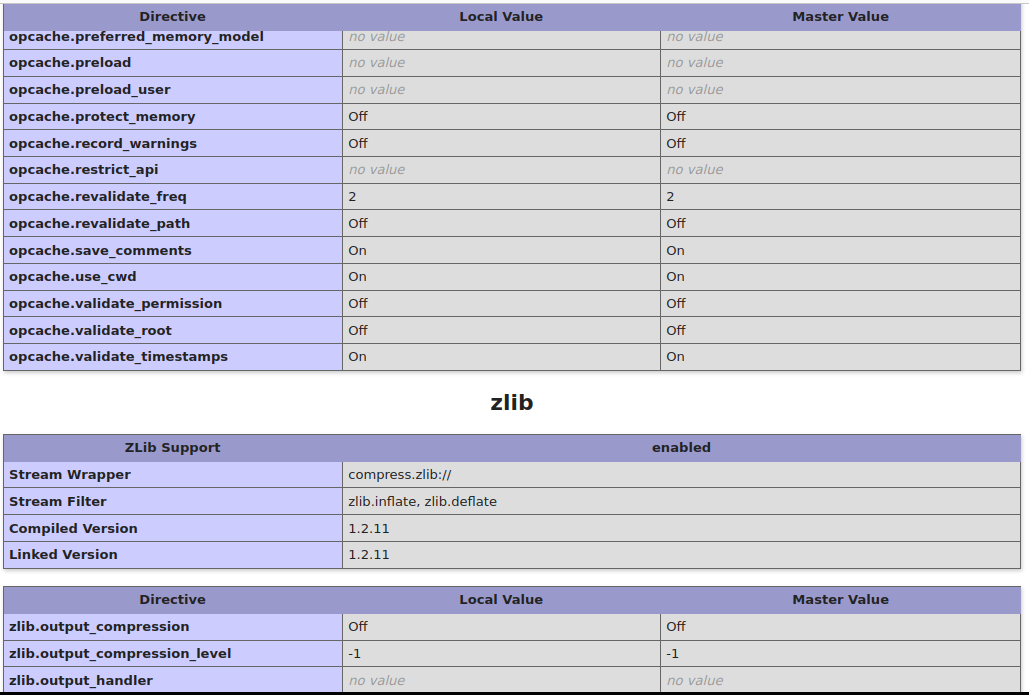 Directive Local Value Master Value
opcache.preferred_memory_model no value no value
opcache.preload no value no value
opcache.preload_user no value no value
opcache.protect_memory Off Off
opcache.record_warnings Off Off
opcache.restrict_api no value no value
opcache.revalidate_freq 2 2
opcache.revalidate_path Off Off
opcache.save_comments On On
opcache.use_cwd On On
opcache.validate_permission Off Off
opcache.validate_root Off Off
opcache.validate_timestamps On On
zlib
ZLib Support enabled
Stream Wrapper compress.zlib://
Stream Filter zlib.inflate, zlib.deflate
Compiled Version 1.2.11
Linked Version 1.2.11
Directive Local Value Master Value
zlib.output_compression Off Off
zlib.output_compression_level -1 -1
zlib.output_handler no value no value